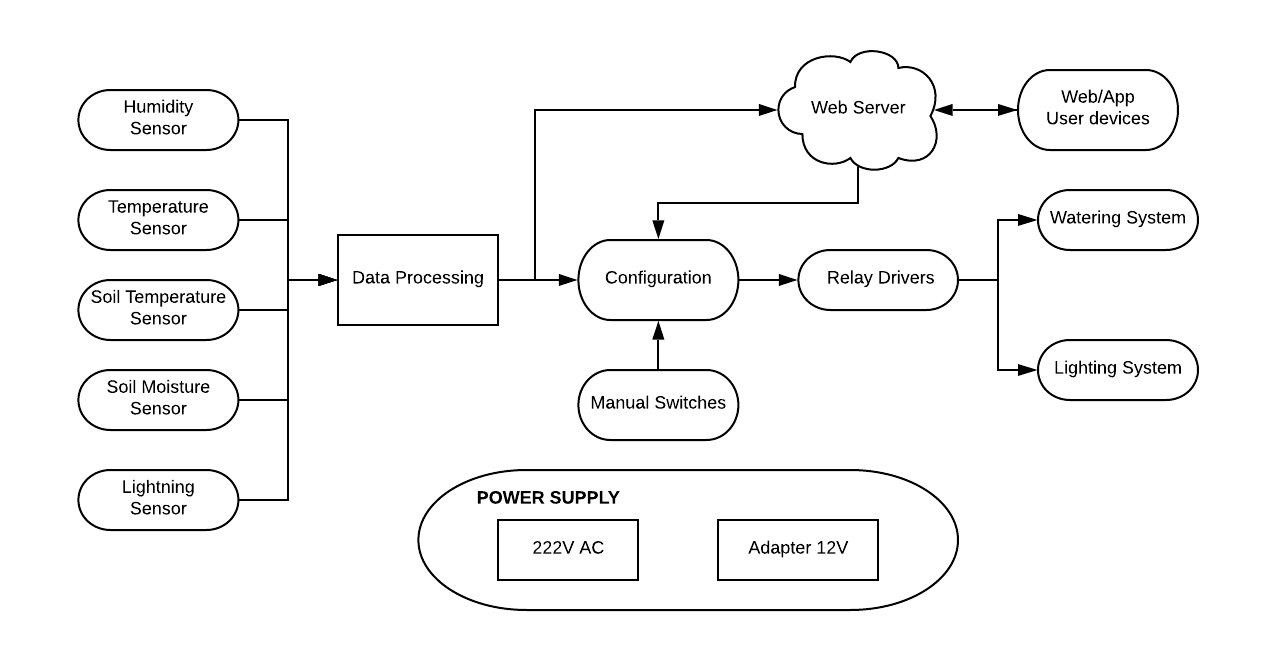 Humidity
Sensor
Temperature
Sensor
Soil Temperature
Sensor
Soil Moisture
Sensor
Lightning
Sensor
Data Processing
Web Server
Web/App
User devices
Configuration
Relay Drivers
Watering System
Lighting System
Manual Switches
POWER SUPPLY
222V AC
Adapter 12V